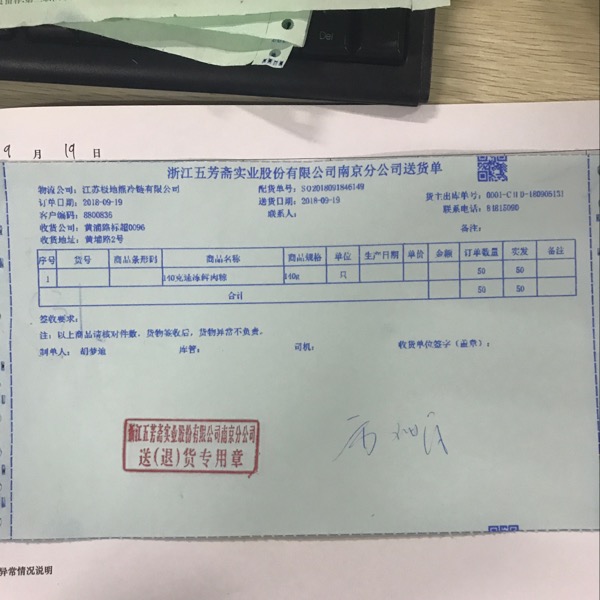 9 月 19 日
浙江五芳斋实业股份有限公司南京分公司送货单
物流公司：江苏极地熊冷链有限公司 配货单号：SQ2018091846149 货主出库单号：
订单日期：2018-09-19 送货日期：2018-09-19 联系电话：81615090
客户编码：8800836 联系人：
收货公司：黄埔路标超0096 备注：
收货地址：黄埔路2号
序号 货号 商品条形码 商品名称 商品规格 单位 生产日期 单价 金额 订单数量 实发 备注
1 140克速冻鲜肉粽 140g 只 50 50
合计 50 50
签收要求：
注：以上商品请核对件数，货物签收后，货物异常不负责。
制单人：胡梦迪 库管： 司机： 收货单位签字（盖章）：
浙江五芳斋实业股份有限公司南京分公司
送(退)货专用章
异常情况说明